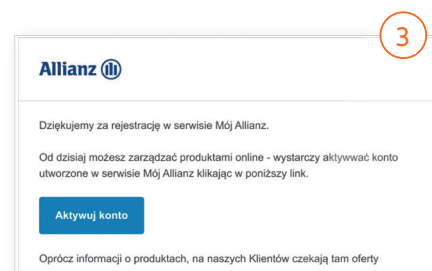 3
Allianz
Dziękujemy za rejestrację w serwisie Mój Allianz.
Od dzisiaj możesz zarządzać produktami online - wystarczy aktywwać konto
utworzone w serwisie Mój Allianz klikając w poniższy link.
Aktywuj konto
Oprócz informacji o produktach, na naszych Klientów czekają tam oferty